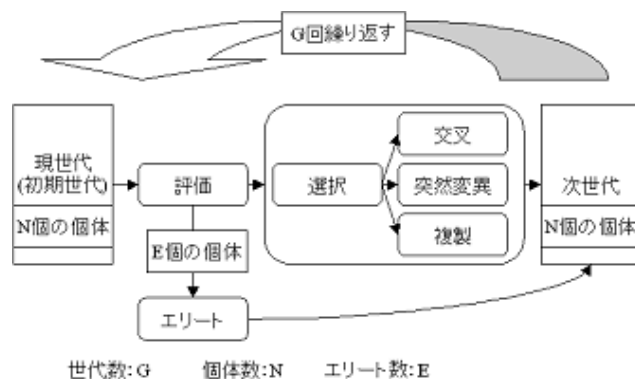 G回繰り返す
現世代
(初期世代)
N個の個体
評価
E個の個体
エリート
選択
交叉
突然変異
複製
次世代
N個の個体
世代数:G 個体数:N エリート数:E